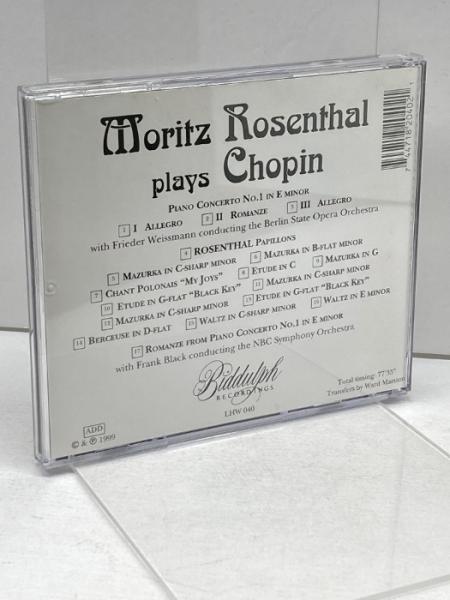 Moritz Rosenthal
plays Chopin
PIANO CONCERTO NO.1 IN E MINOR
1 I ALLEGRO 2 II ROMANZE 3 III ALLEGRO
with Frieder Weissmann conducting the Berlin State Opera Orchestra
4 ROSENTHAL PAPILLONS
5 MAZURKA IN C-SHARP MINOR 6 MAZURKA IN B-FLAT MINOR
7 CHANT POLONAIS "MY JOYS" 8 ETUDE IN C 9 MAZURKA IN G
10 ETUDE IN G-FLAT "BLACK KEY" 11 MAZURKA IN C-SHARP MINOR
12 MAZURKA IN C-SHARP MINOR 13 ETUDE IN G-FLAT "BLACK KEY"
14 BERCEUSE IN D-FLAT 15 WALTZ IN C-SHARP MINOR 16 WALTZ IN E MINOR
17 ROMANZE FROM PIANO CONCERTO NO.1 IN E MINOR
with Frank Black conducting the NBC Symphony Orchestra
Biddulph
RECORDINGS
LHW 040
Total timing: 77'35"
Transfers by Ward Marston
ADD
© & ℗ 1999
7 44718 20402 1